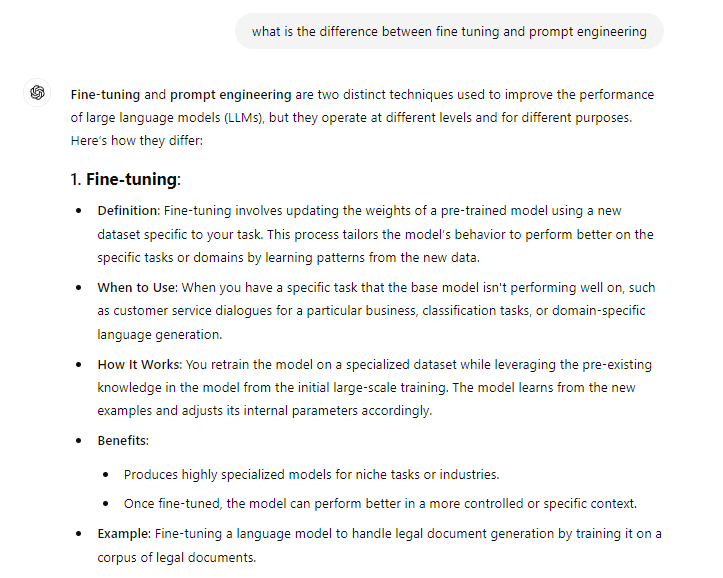 what is the difference between fine tuning and prompt engineering
Fine-tuning and prompt engineering are two distinct techniques used to improve the performance
of large language models (LLMs), but they operate at different levels and for different purposes.
Here's how they differ:
1. Fine-tuning:
• Definition: Fine-tuning involves updating the weights of a pre-trained model using a new
dataset specific to your task. This process tailors the model's behavior to perform better on the
specific tasks or domains by learning patterns from the new data.
• When to Use: When you have a specific task that the base model isn't performing well on, such
as customer service dialogues for a particular business, classification tasks, or domain-specific
language generation.
• How It Works: You retrain the model on a specialized dataset while leveraging the pre-existing
knowledge in the model from the initial large-scale training. The model learns from the new
examples and adjusts its internal parameters accordingly.
• Benefits:
• Produces highly specialized models for niche tasks or industries.
• Once fine-tuned, the model can perform better in a more controlled or specific context.
• Example: Fine-tuning a language model to handle legal document generation by training it on a
corpus of legal documents.